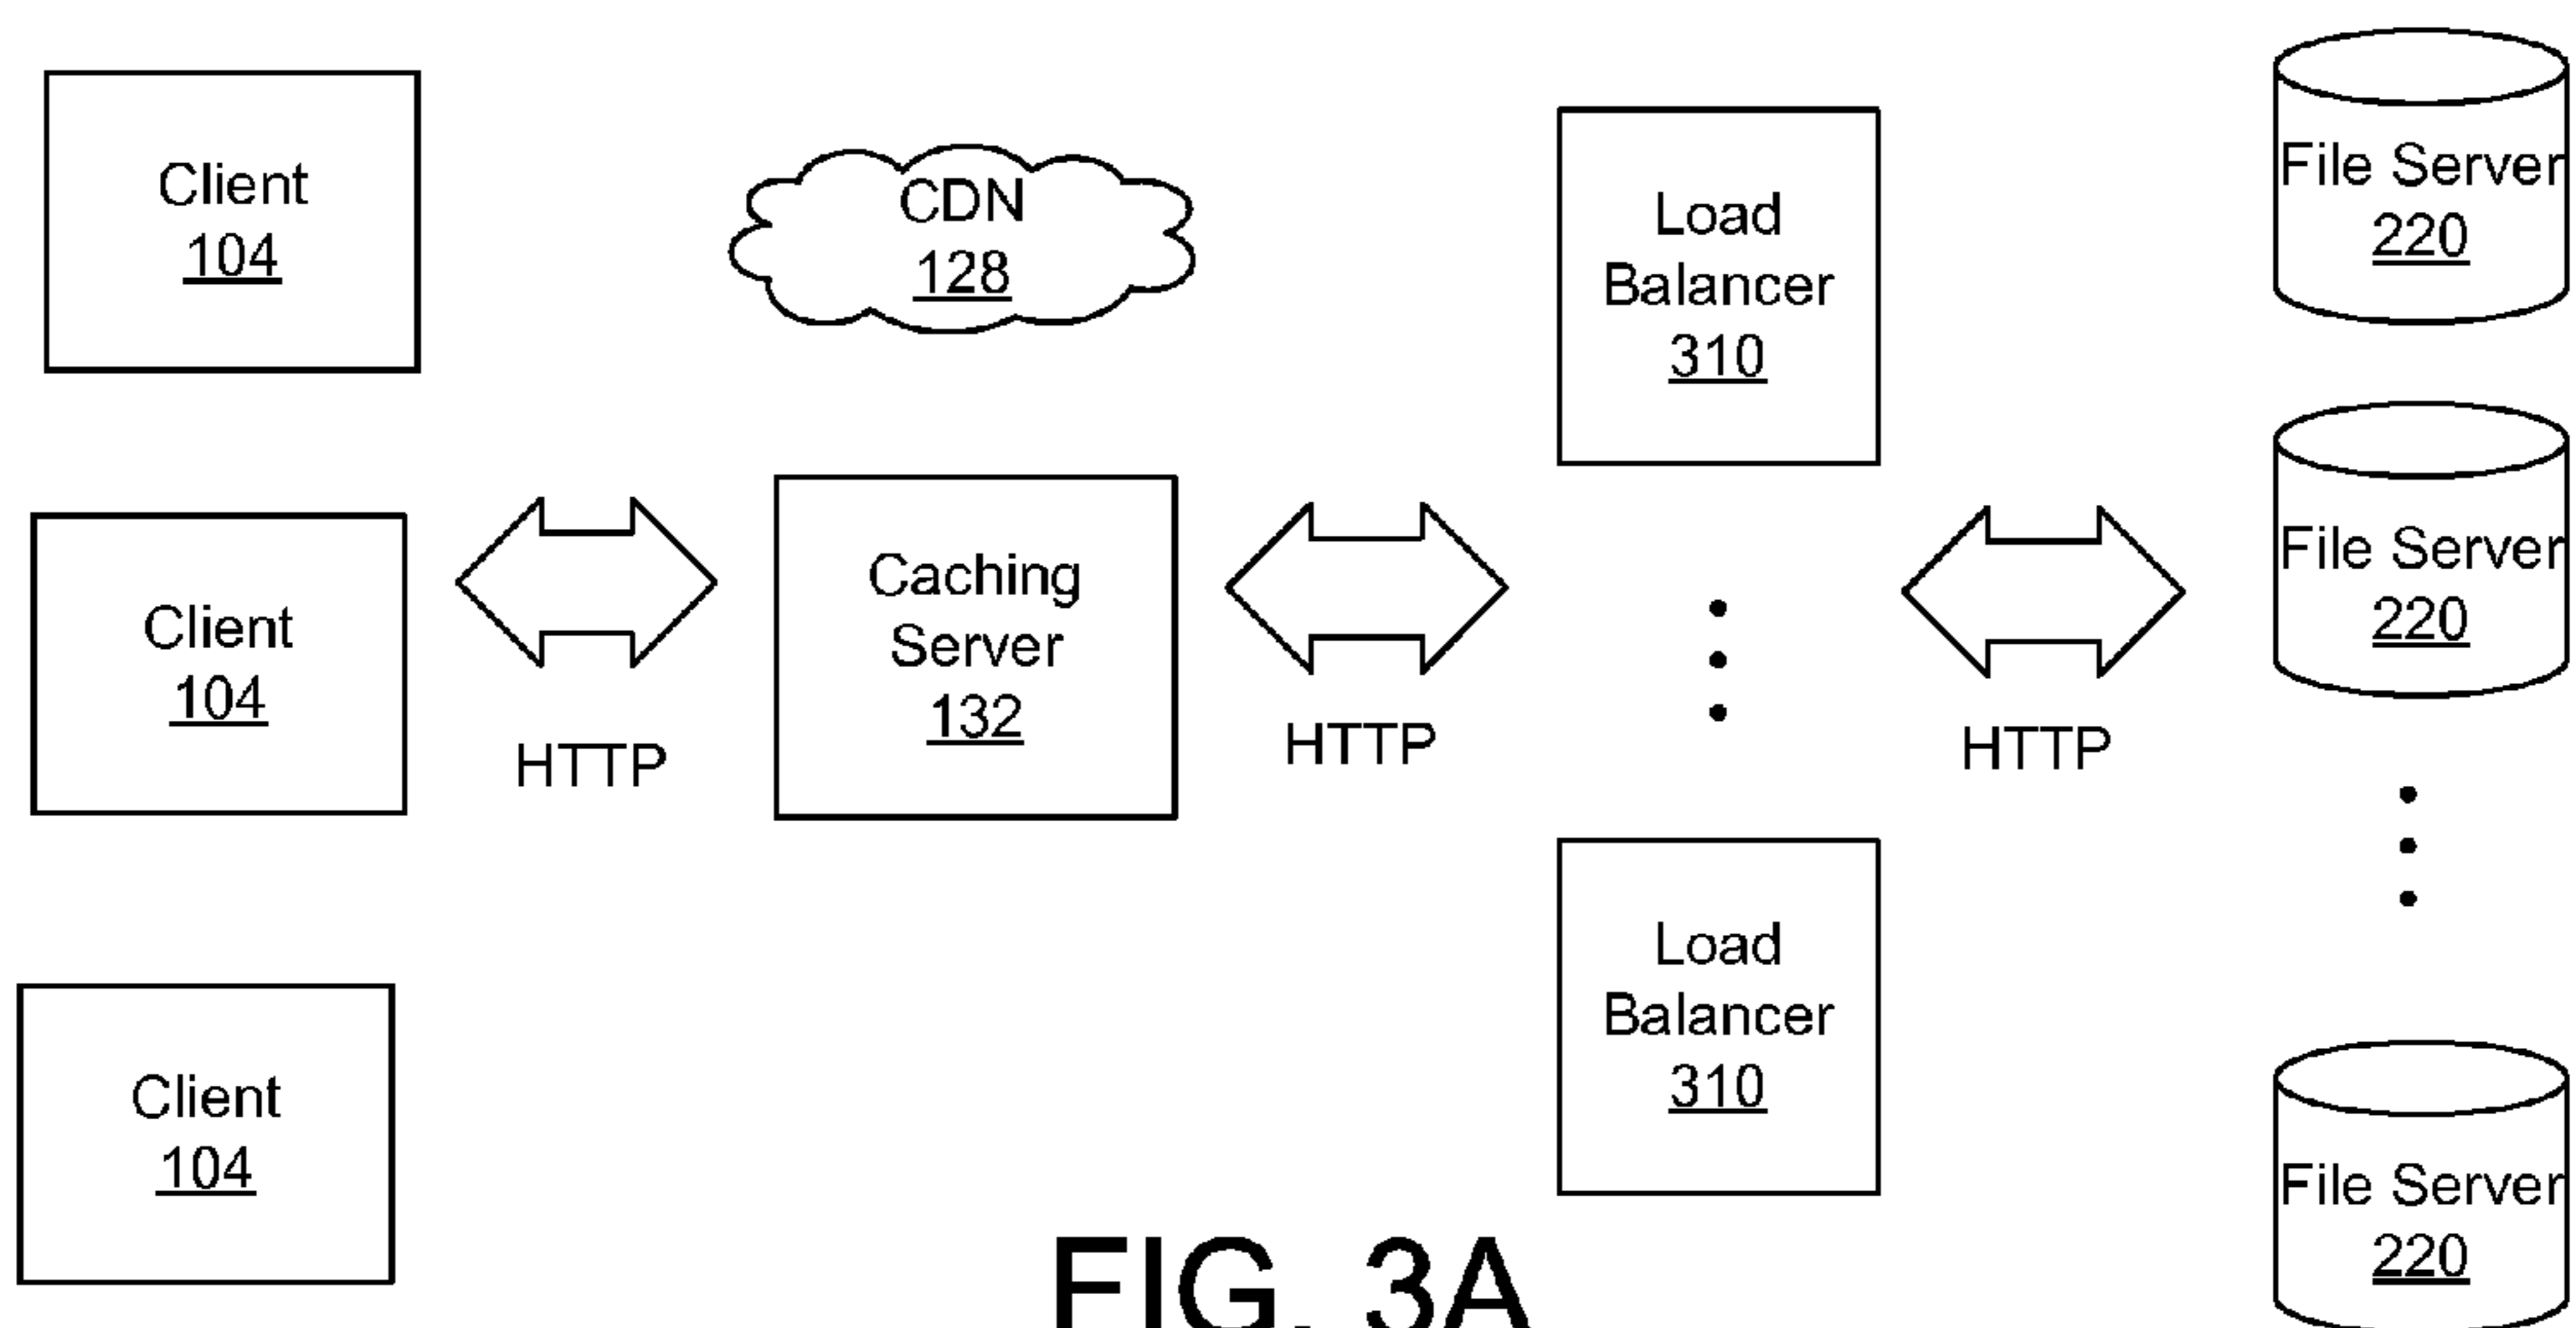 Client
104
Client
104
Client
104
HTTP
CDN
128
Caching
Server
132
HTTP
Load
Balancer
310
Load
Balancer
310
HTTP
File Server
220
File Server
220
File Server
220
FIG. 3A